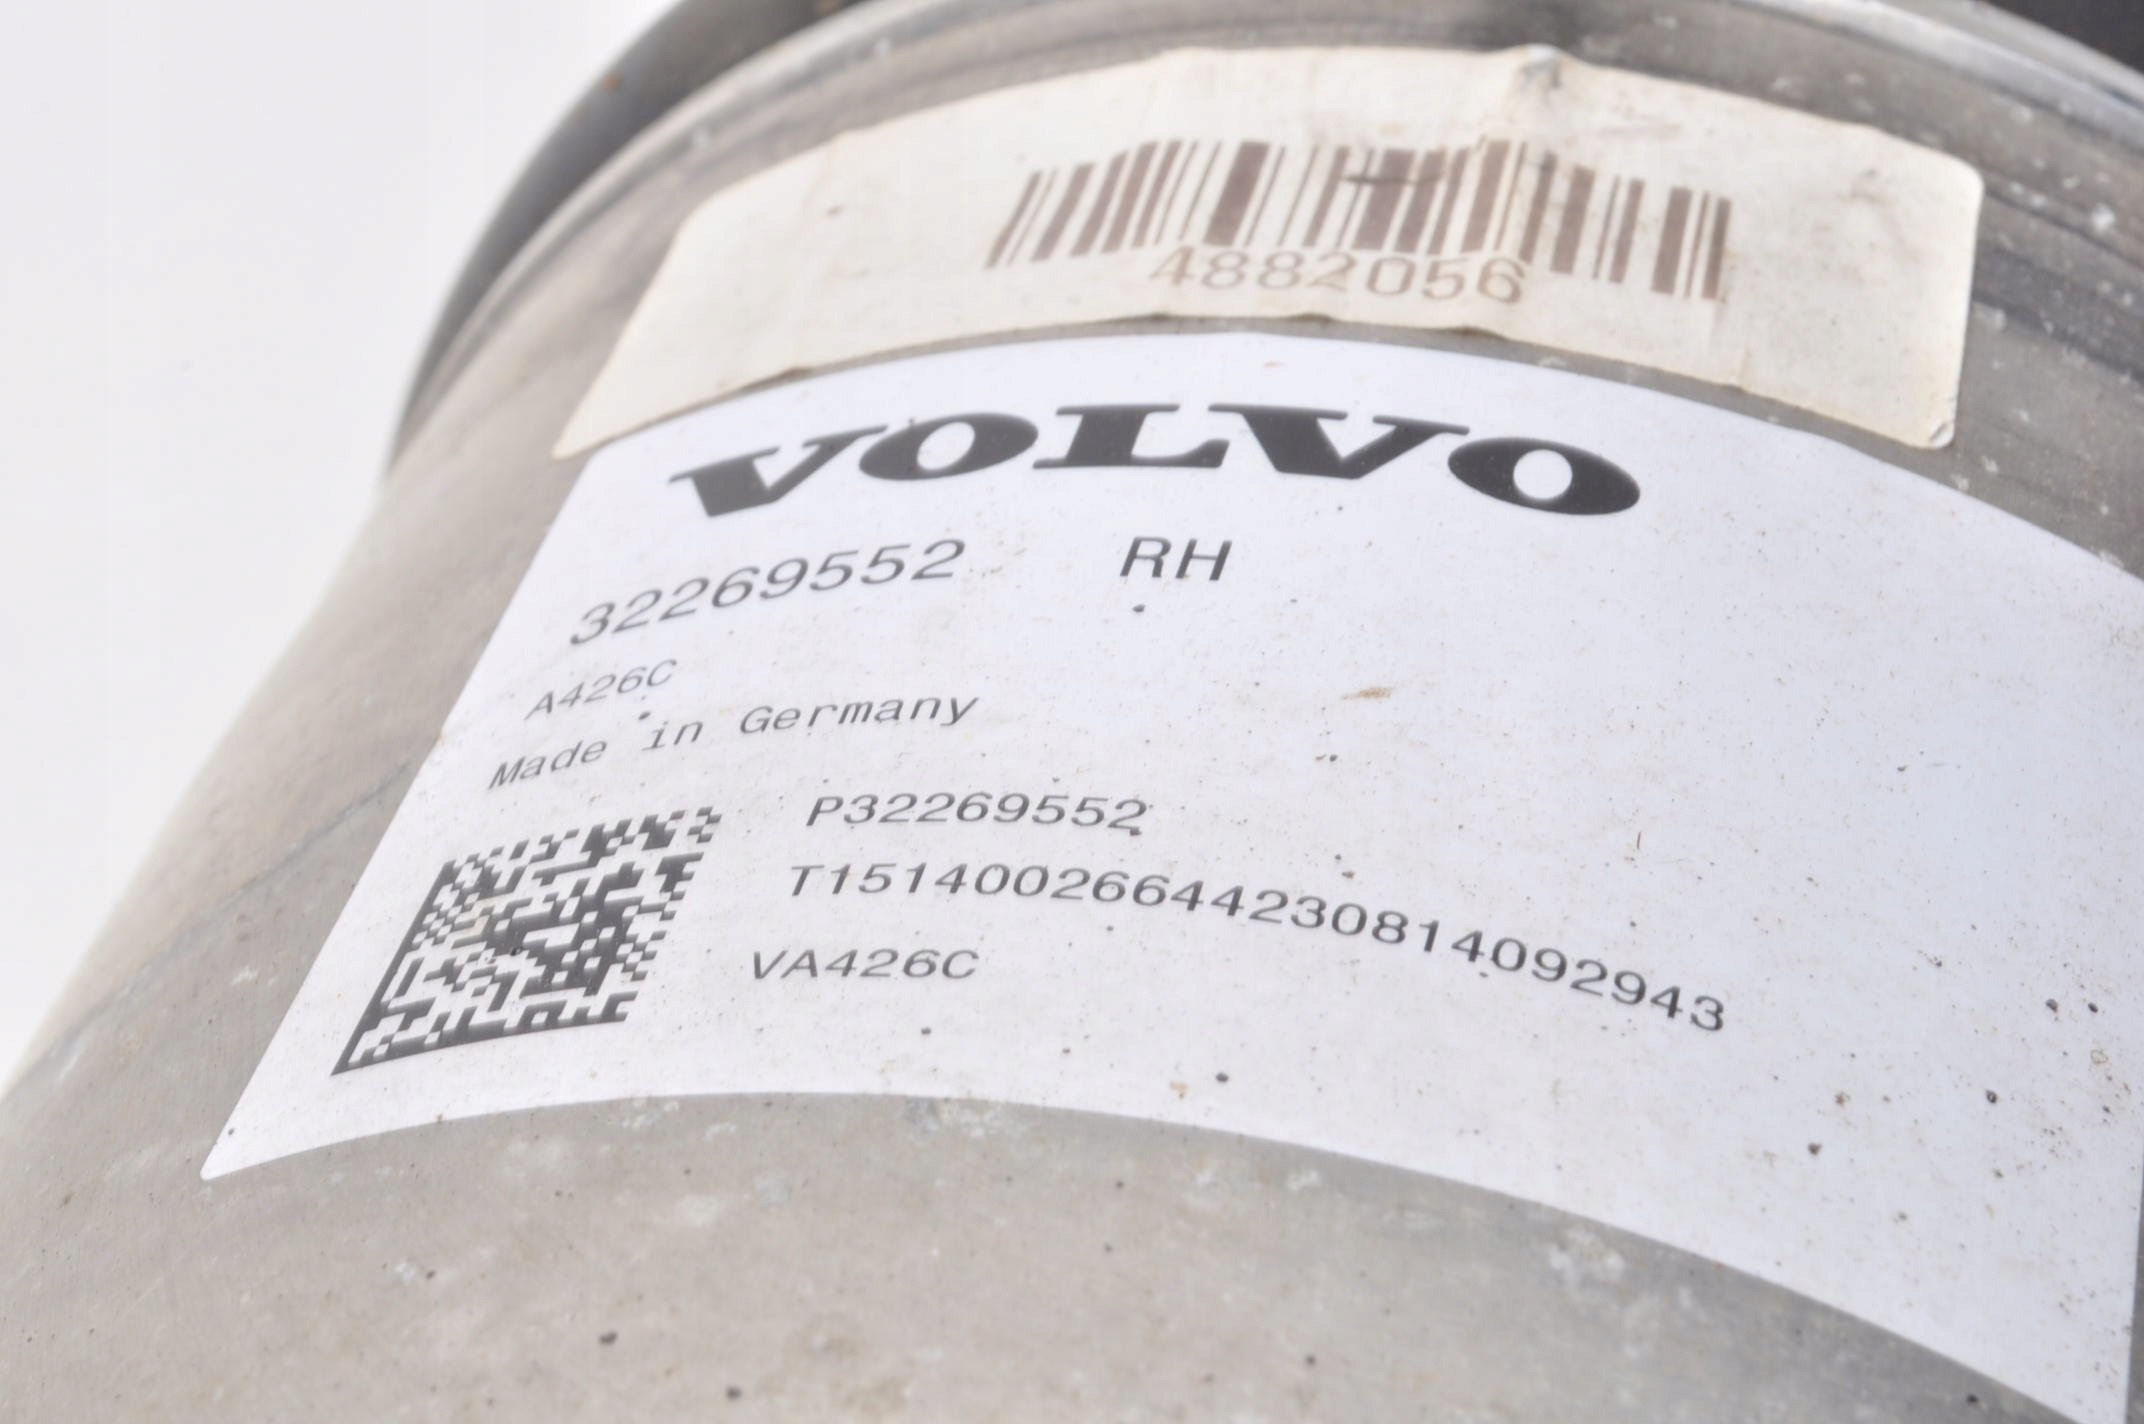 4882056
VOLVO
32269552 RH
A426C
Made in Germany
P32269552
T15140026644230814092943
VA426C